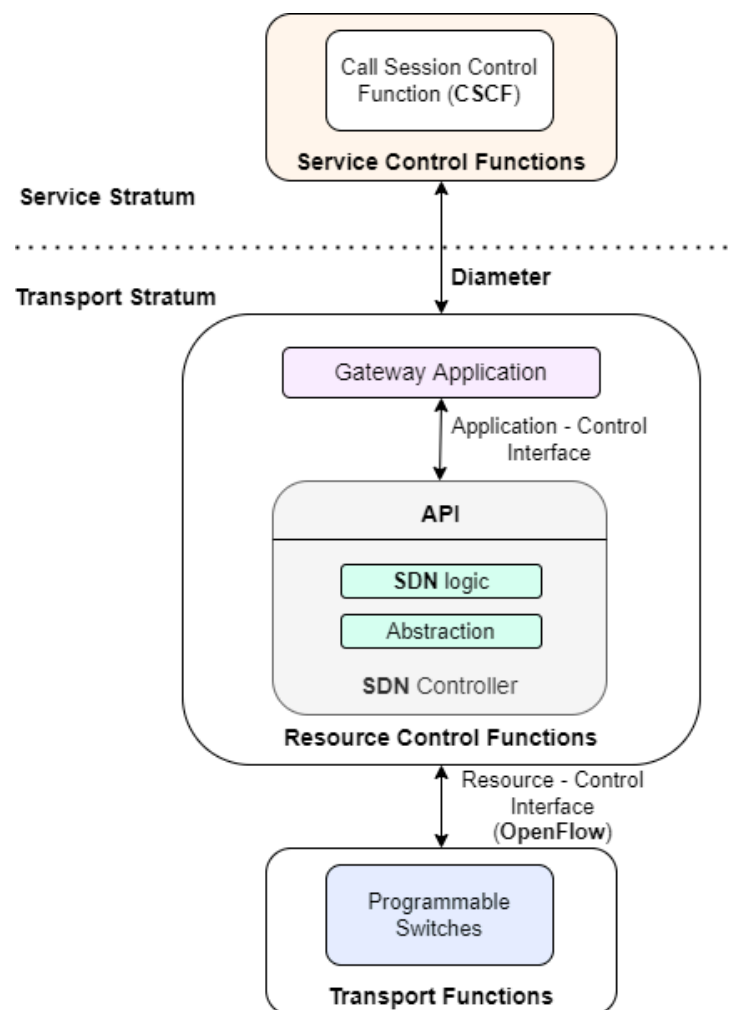 Call Session Control
Function (CSCF)
Service Control Functions
Service Stratum
Diameter
Transport Stratum
Gateway Application
Application - Control
Interface
API
SDN logic
Abstraction
SDN Controller
Resource Control Functions
Resource - Control
Interface
(OpenFlow)
Programmable
Switches
Transport Functions